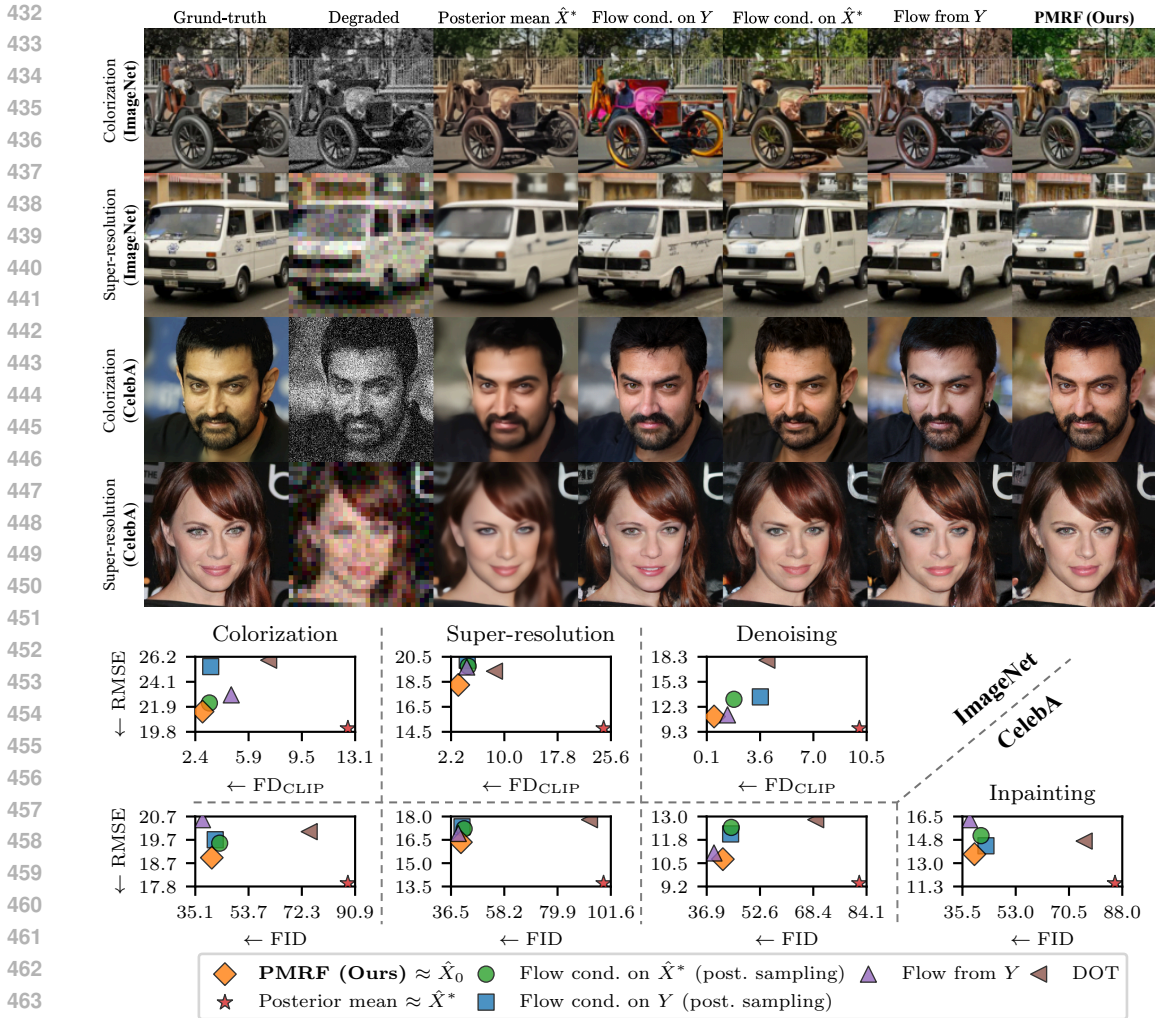 432
433
434
435
436
437
438
439
440
441
442
443
444
445
446
447
448
449
450
451
452
453
454
455
456
457
458
459
460
461
462
463
Grund-truth Degraded Posterior mean X̂* Flow cond. on Y Flow cond. on X̂* Flow from Y PMRF (Ours)
Colorization
(ImageNet)
Super-resolution
(ImageNet)
Colorization
(CelebA)
Super-resolution
(CelebA)
Colorization Super-resolution Denoising
← RMSE
26.2
24.1
21.9
19.8
2.4 5.9 9.5 13.1
← FD_CLIP
20.5
18.5
16.5
14.5
2.2 10.0 17.8 25.6
← FD_CLIP
18.3
15.3
12.3
9.3
0.1 3.6 7.0 10.5
← FD_CLIP
ImageNet
CelebA
Inpainting
← RMSE
20.7
19.7
18.7
17.8
35.1 53.7 72.3 90.9
← FID
18.0
16.5
15.0
13.5
36.5 58.2 79.9 101.6
← FID
13.0
11.8
10.5
9.2
36.9 52.6 68.4 84.1
← FID
16.5
14.8
13.0
11.3
35.5 53.0 70.5 88.0
← FID
PMRF (Ours) ≈ X̂₀ Flow cond. on X̂* (post. sampling) Flow from Y DOT
Posterior mean ≈ X̂* Flow cond. on Y (post. sampling)